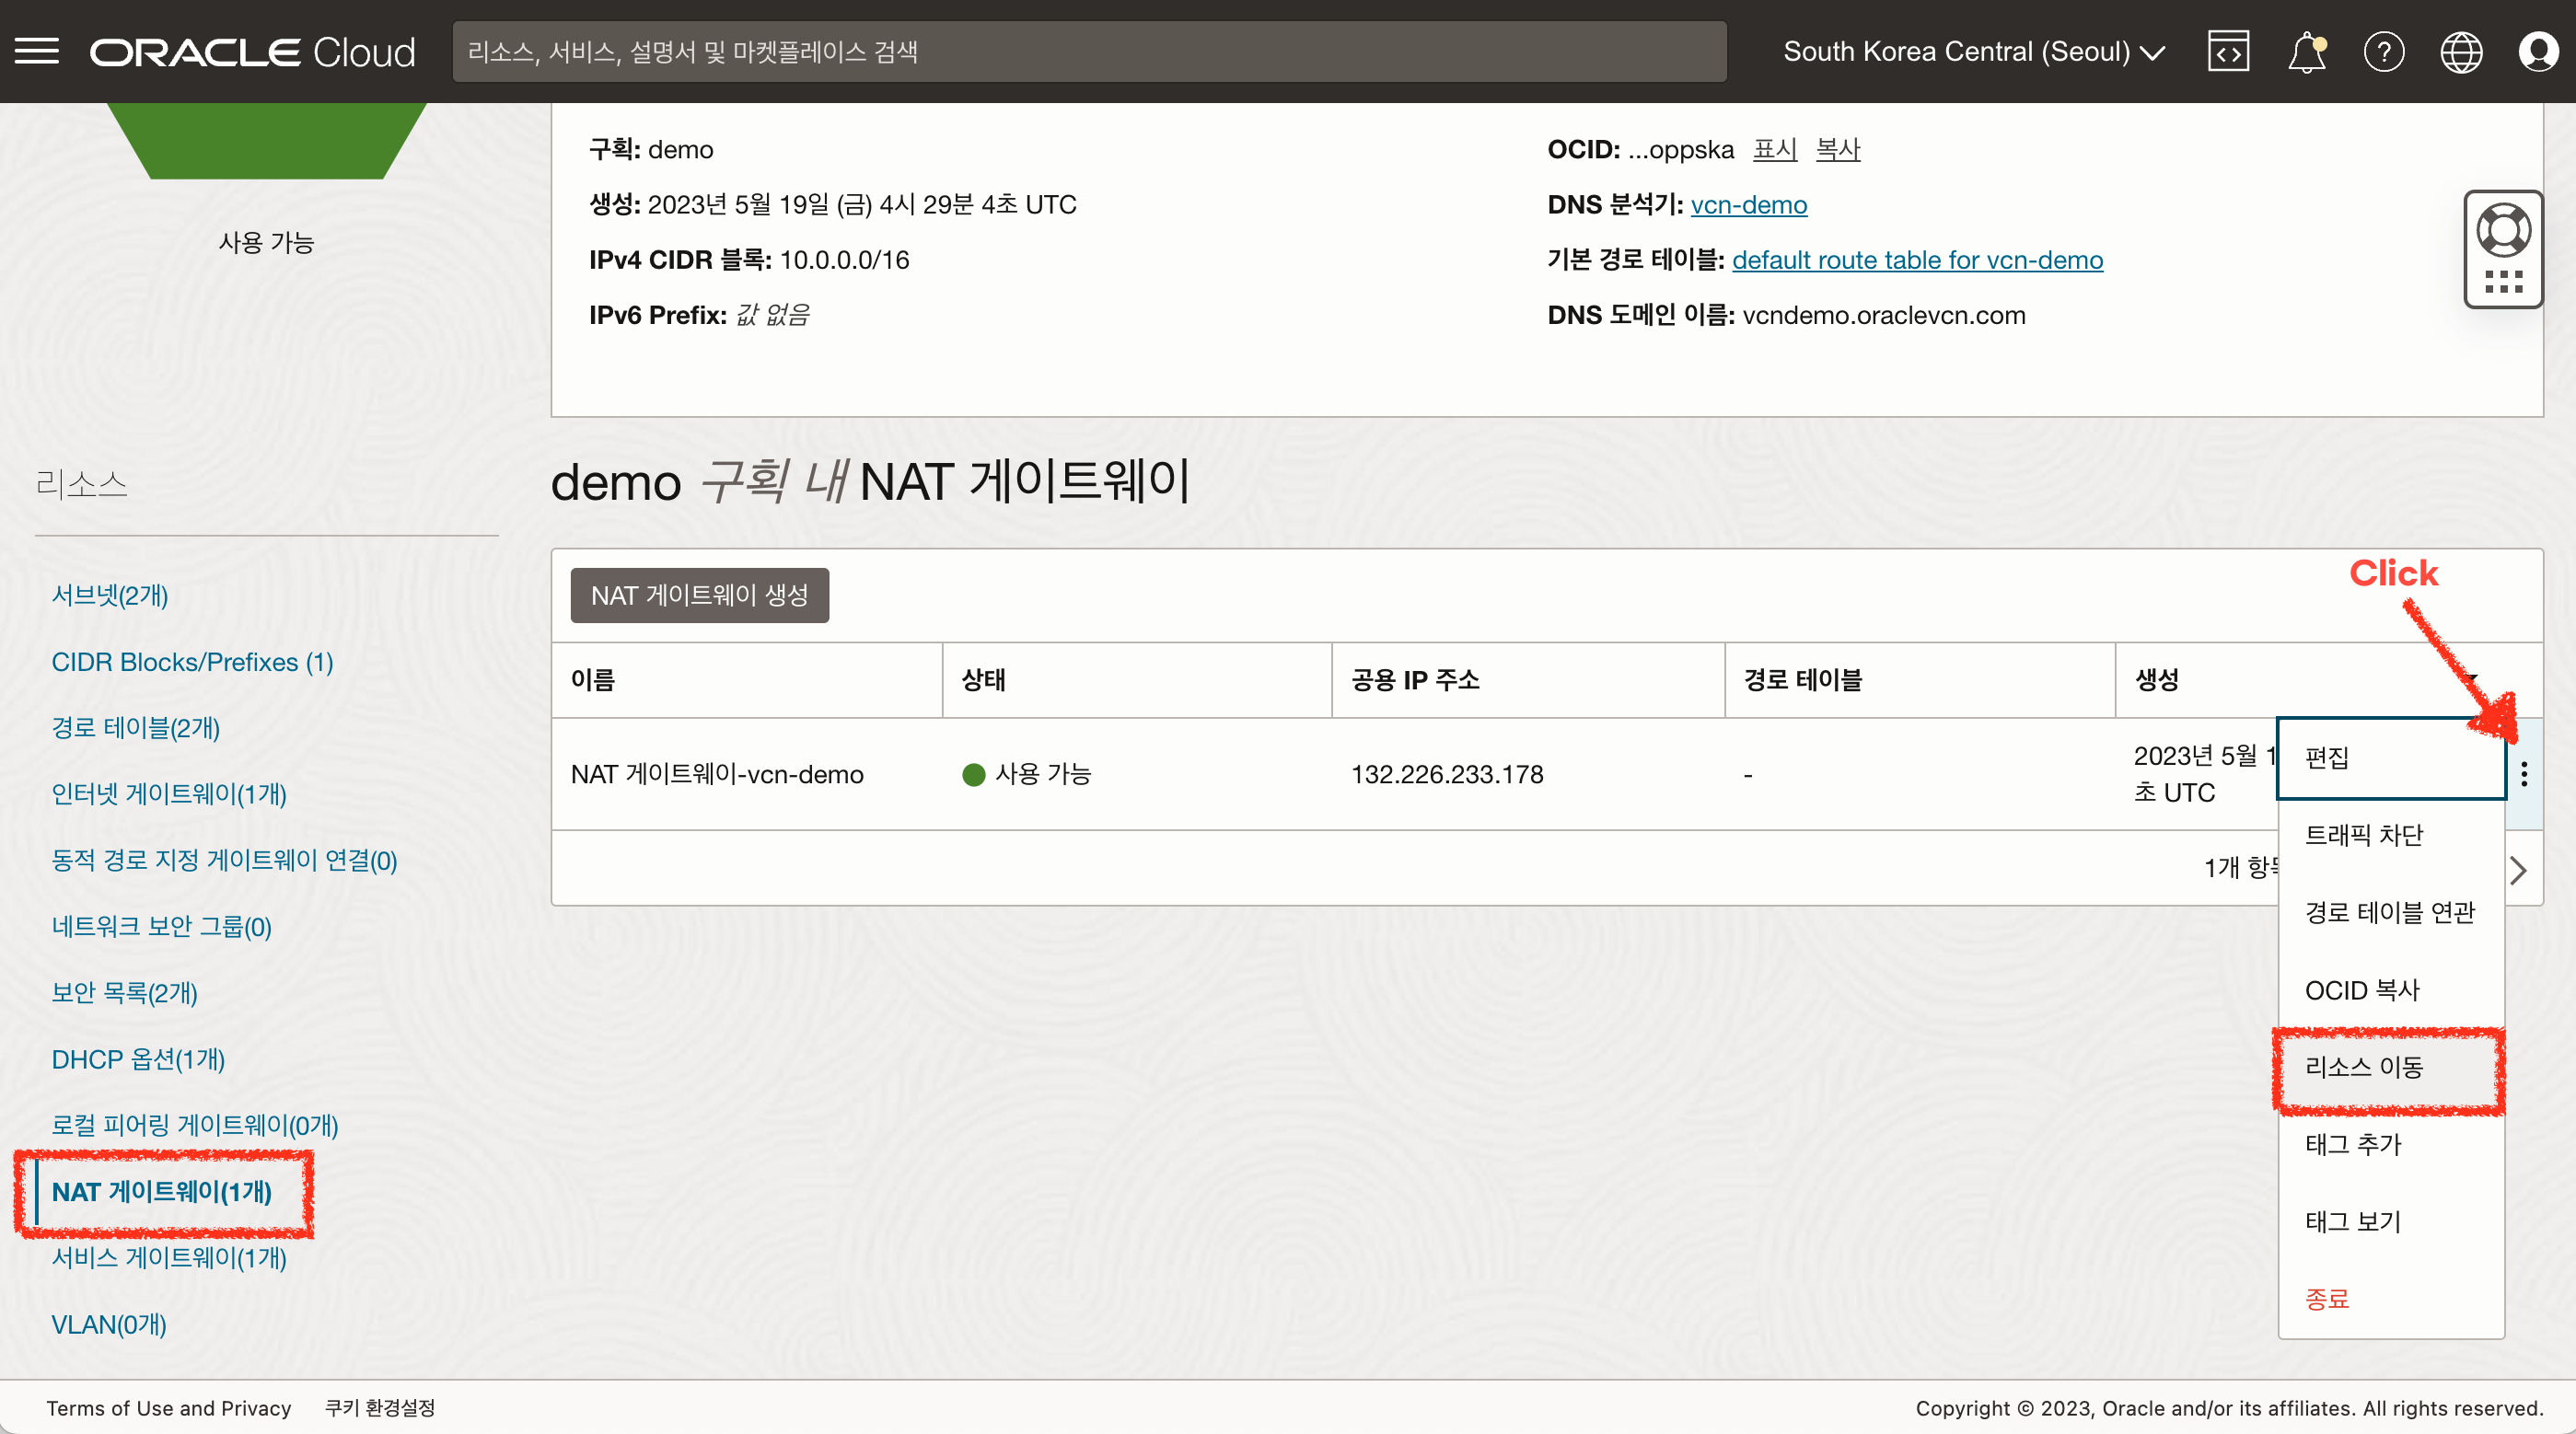 ORACLE Cloud
리소스, 서비스, 설명서 및 마켓플레이스 검색
South Korea Central (Seoul)
사용 가능
구획: demo
생성: 2023년 5월 19일 (금) 4시 29분 4초 UTC
IPv4 CIDR 블록: 10.0.0.0/16
IPv6 Prefix: 값 없음
OCID: ...oppska 표시 복사
DNS 분석기: vcn-demo
기본 경로 테이블: default route table for vcn-demo
DNS 도메인 이름: vcndemo.oraclevcn.com
리소스
서브넷(2개)
CIDR Blocks/Prefixes (1)
경로 테이블(2개)
인터넷 게이트웨이(1개)
동적 경로 지정 게이트웨이 연결(0)
네트워크 보안 그룹(0)
보안 목록(2개)
DHCP 옵션(1개)
로컬 피어링 게이트웨이(0개)
NAT 게이트웨이(1개)
서비스 게이트웨이(1개)
VLAN(0개)
demo 구획 내 NAT 게이트웨이
NAT 게이트웨이 생성
Click
이름 상태 공용 IP 주소 경로 테이블 생성
NAT 게이트웨이-vcn-demo 사용 가능 132.226.233.178 - 2023년 5월 1
초 UTC
1개
편집
트래픽 차단
경로 테이블 연관
OCID 복사
리소스 이동
태그 추가
태그 보기
종료
Terms of Use and Privacy 쿠키 환경설정
Copyright © 2023, Oracle and/or its affiliates. All rights reserved.